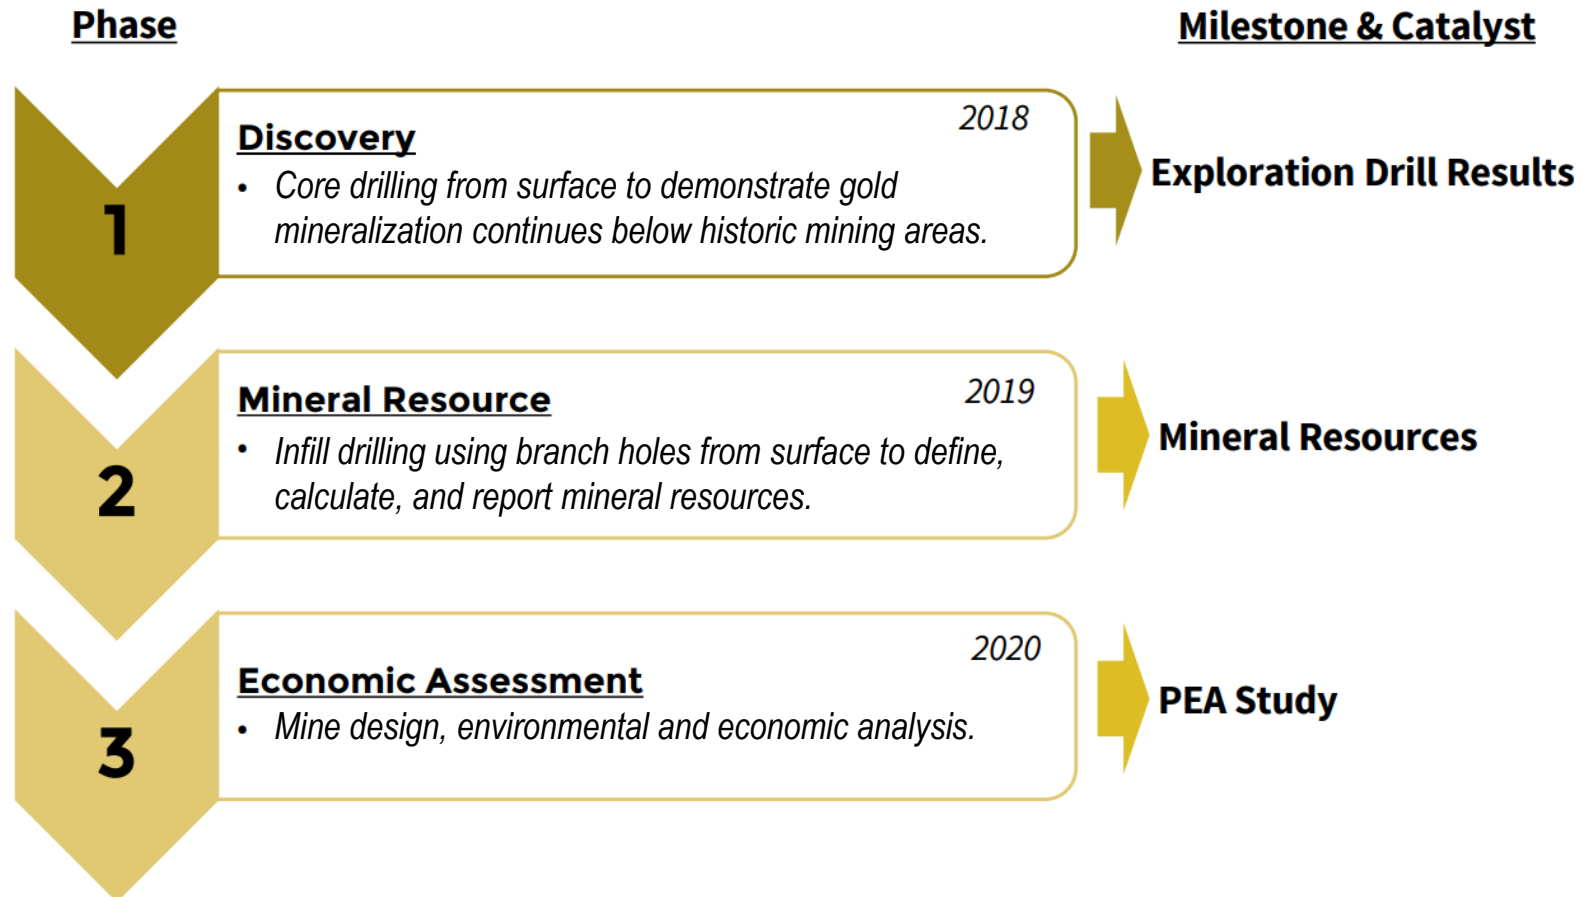 Phase
Milestone & Catalyst
1
Discovery
2018
• Core drilling from surface to demonstrate gold
mineralization continues below historic mining areas.
Exploration Drill Results
2
Mineral Resource
2019
• Infill drilling using branch holes from surface to define,
calculate, and report mineral resources.
Mineral Resources
3
Economic Assessment
2020
• Mine design, environmental and economic analysis.
PEA Study